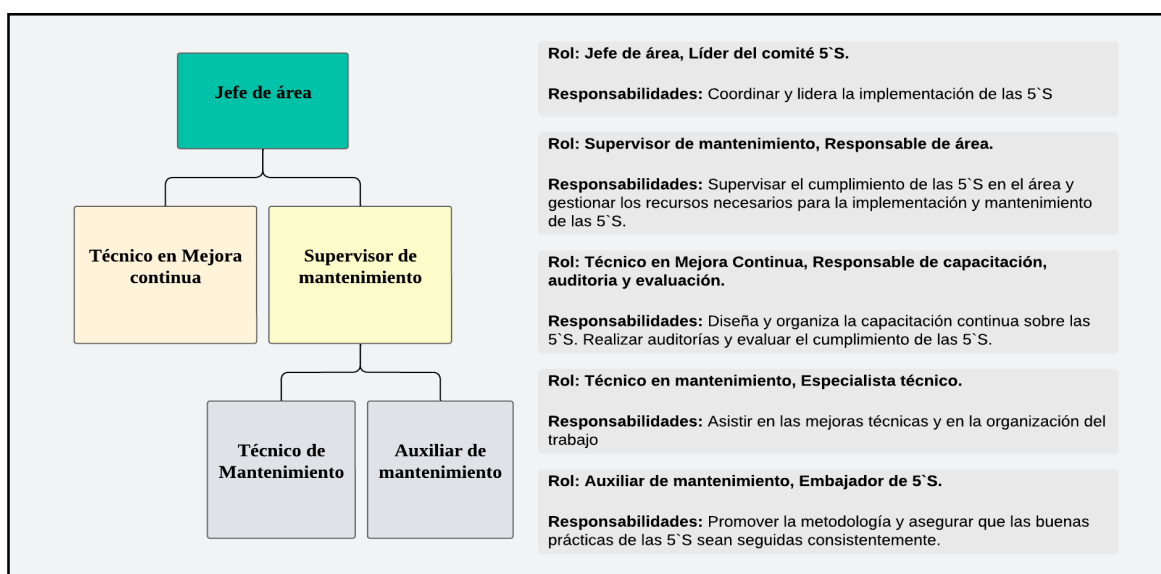 Jefe de área
Técnico en Mejora
continua
Supervisor de
mantenimiento
Técnico de
Mantenimiento
Auxiliar de
mantenimiento
Rol: Jefe de área, Líder del comité 5`S.
Responsabilidades: Coordinar y lidera la implementación de las 5`S
Rol: Supervisor de mantenimiento, Responsable de área.
Responsabilidades: Supervisar el cumplimiento de las 5`S en el área y
gestionar los recursos necesarios para la implementación y mantenimiento
de las 5`S.
Rol: Técnico en Mejora Continua, Responsable de capacitación,
auditoria y evaluación.
Responsabilidades: Diseña y organiza la capacitación continua sobre las
5`S. Realizar auditorías y evaluar el cumplimiento de las 5`S.
Rol: Técnico en mantenimiento, Especialista técnico.
Responsabilidades: Asistir en las mejoras técnicas y en la organización del
trabajo
Rol: Auxiliar de mantenimiento, Embajador de 5`S.
Responsabilidades: Promover la metodología y asegurar que las buenas
prácticas de las 5`S sean seguidas consistentemente.